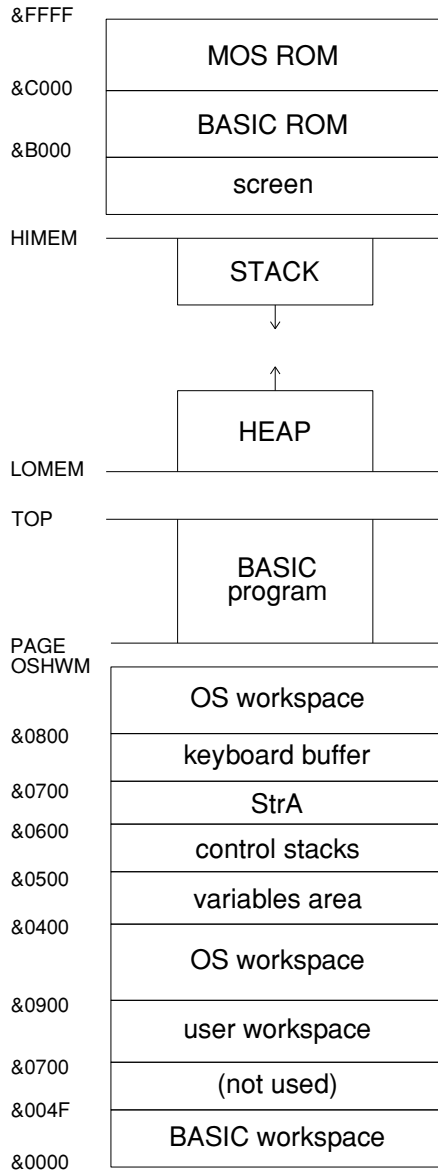 &FFFF
MOS ROM
&C000
BASIC ROM
&B000
screen
HIMEM
STACK
HEAP
LOMEM
TOP
BASIC
program
PAGE
OSHWM
OS workspace
&0800
keyboard buffer
&0700
StrA
&0600
control stacks
&0500
variables area
&0400
OS workspace
&0900
user workspace
&0700
(not used)
&004F
BASIC workspace
&0000